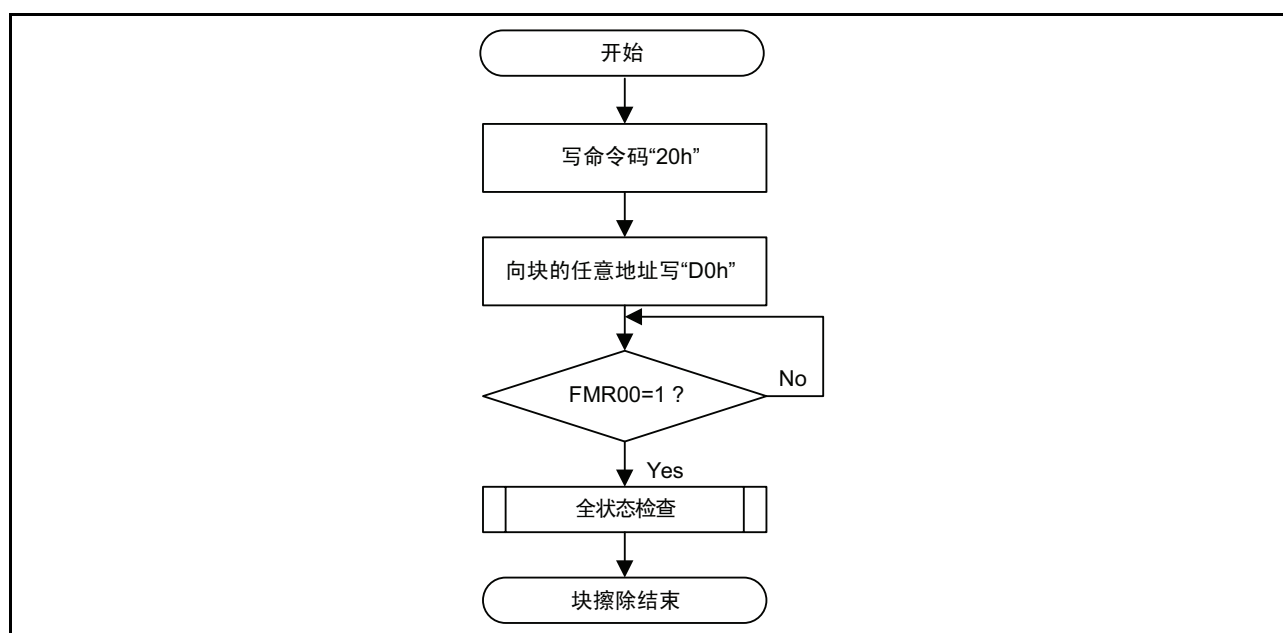 开始
写命令码“20h”
向块的任意地址写“D0h”
FMR00=1 ?
No
Yes
全状态检查
块擦除结束